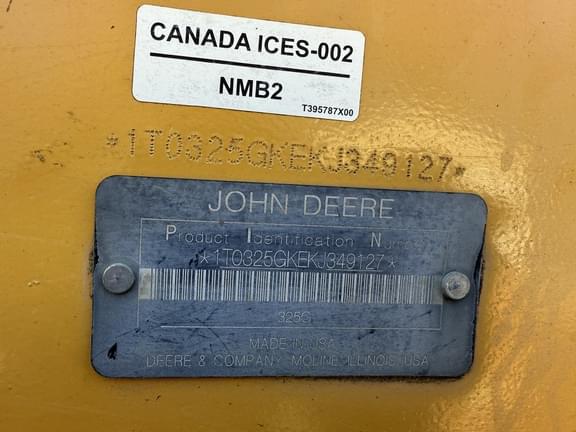 CANADA ICES-002
NMB2
T395787X00
*1T0325GKEKJ349127*
JOHN DEERE
Product Identification Number
*1T0325GKEKJ349127*
325G
MADE IN USA
DEERE & COMPANY MOLINE, ILLINOIS USA